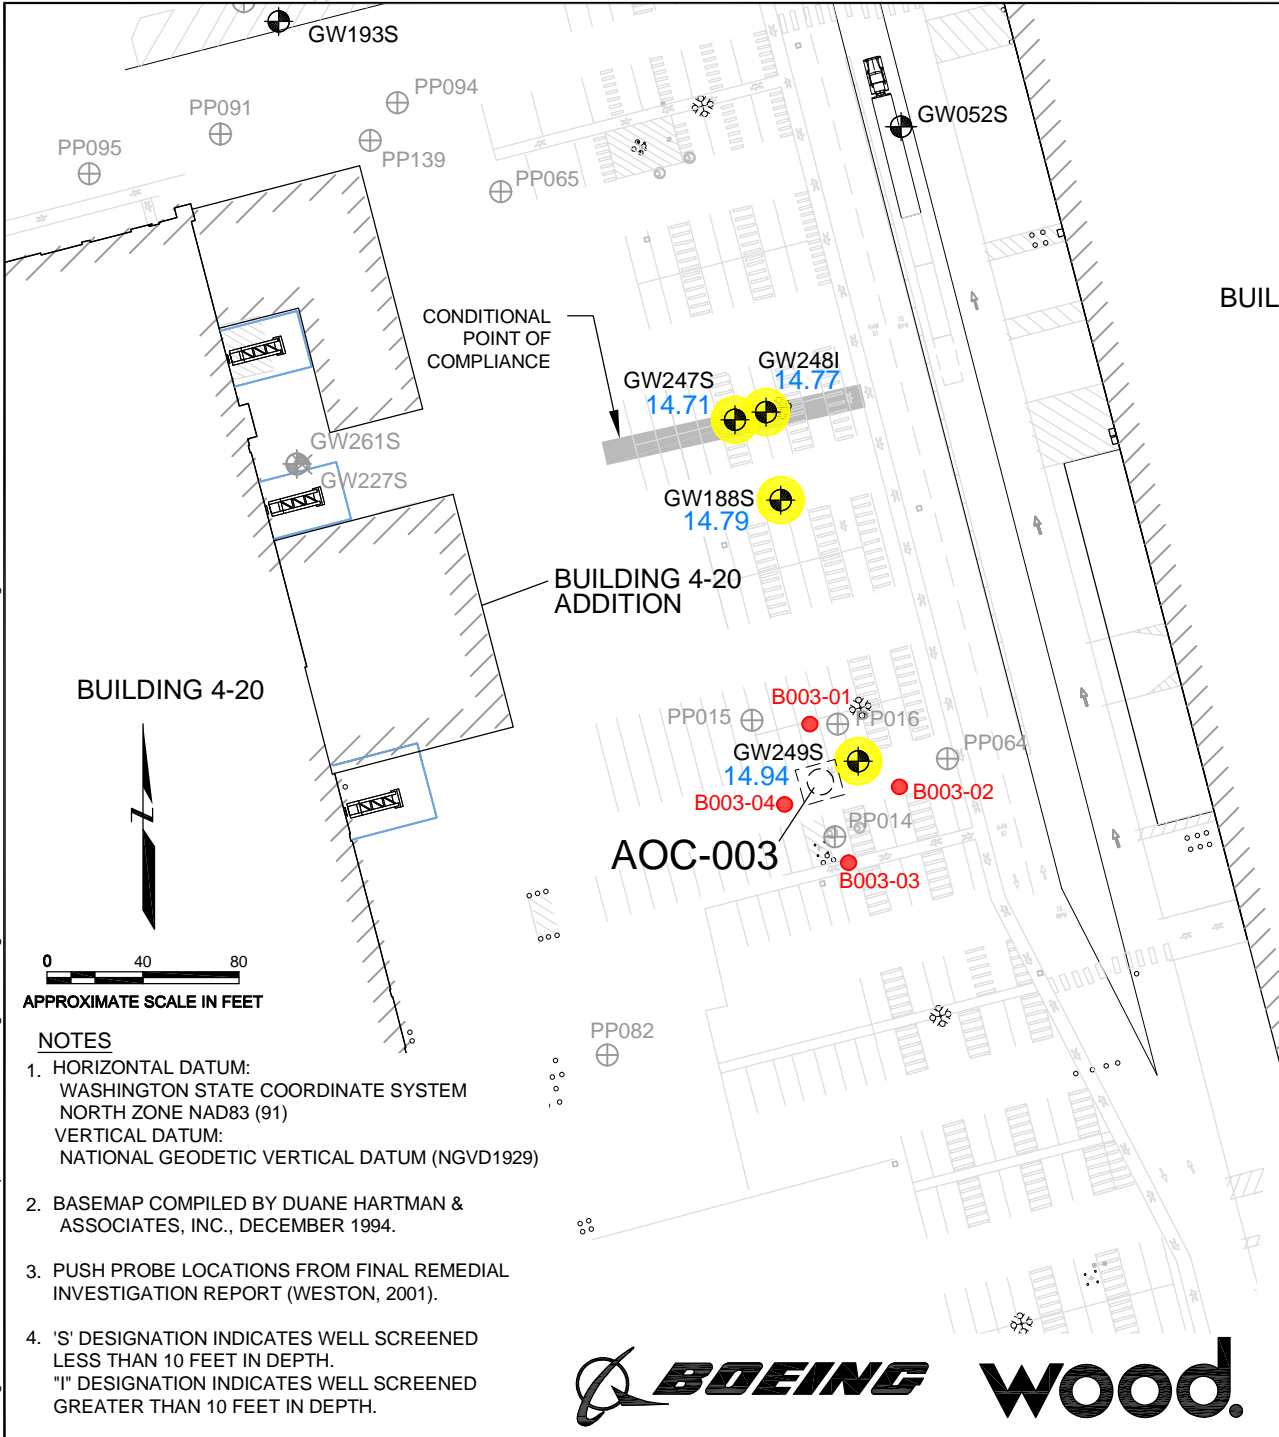 GW193S
PP094
PP091
GW052S
PP095
PP139
PP065
BUIL
CONDITIONAL
POINT OF
COMPLIANCE
GW248I
14.77
GW247S
14.71
GW261S
GW227S
GW188S
14.79
BUILDING 4-20
ADDITION
BUILDING 4-20
B003-01
PP015
PP016
GW249S
PP064
14.94
B003-02
B003-04
PP014
AOC-003
B003-03
0 40 80
APPROXIMATE SCALE IN FEET
PP082
NOTES
1. HORIZONTAL DATUM:
WASHINGTON STATE COORDINATE SYSTEM
NORTH ZONE NAD83 (91)
VERTICAL DATUM:
NATIONAL GEODETIC VERTICAL DATUM (NGVD1929)
2. BASEMAP COMPILED BY DUANE HARTMAN &
ASSOCIATES, INC., DECEMBER 1994.
3. PUSH PROBE LOCATIONS FROM FINAL REMEDIAL
INVESTIGATION REPORT (WESTON, 2001).
4. 'S' DESIGNATION INDICATES WELL SCREENED
LESS THAN 10 FEET IN DEPTH.
"I" DESIGNATION INDICATES WELL SCREENED
GREATER THAN 10 FEET IN DEPTH.
BOEING
wood.